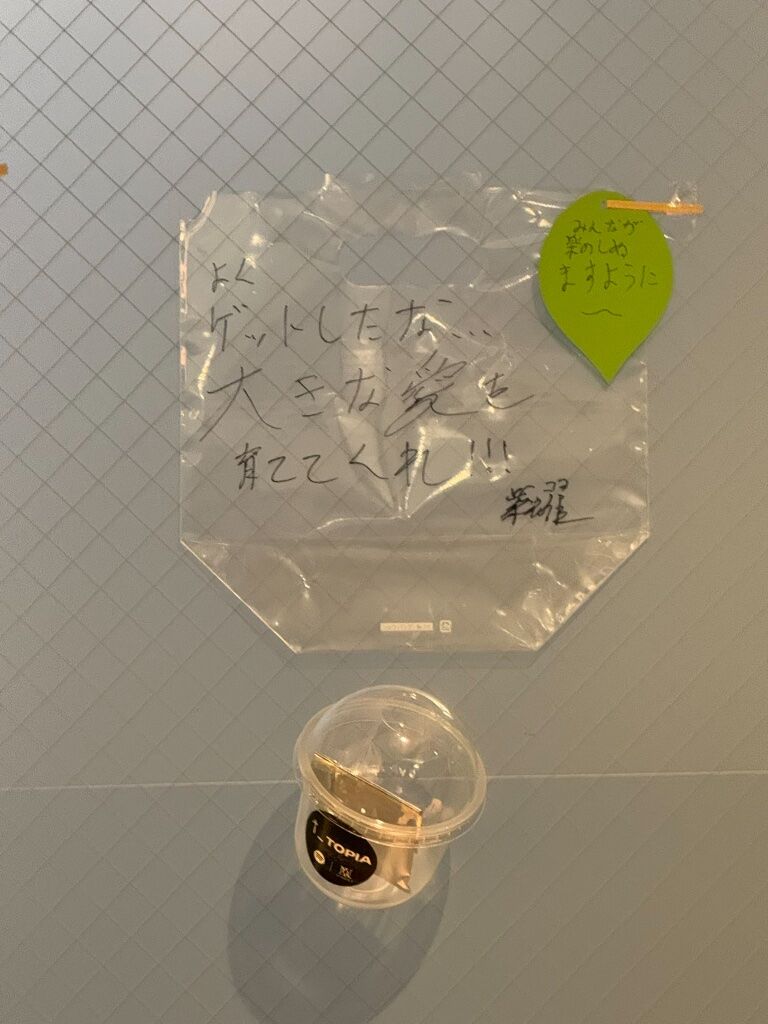 よく
ゲットしたな...
大きな愛を
育ててくれ!!!
みんなが
楽のしめ
ますように
TOPIA